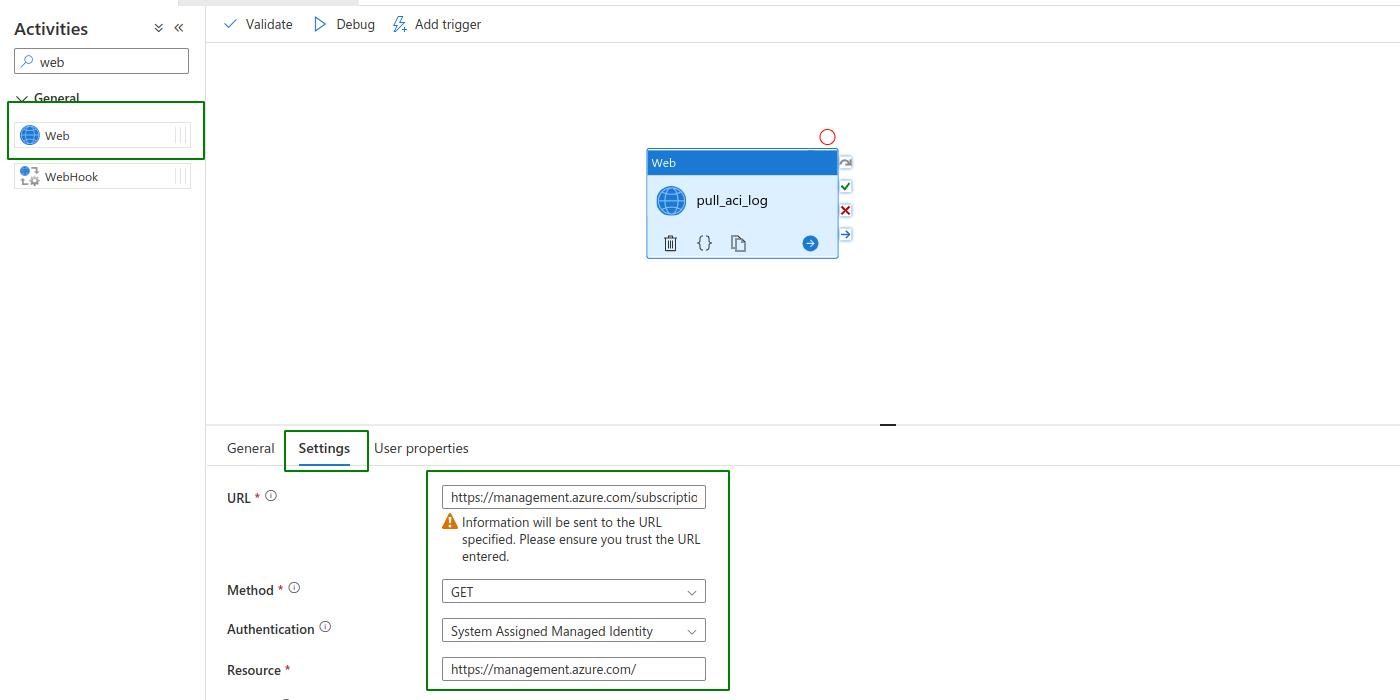 Activities
web
General
Web
WebHook
Validate
Debug
Add trigger
Web
pull_aci_log
{}
General
Settings
User properties
URL *
https://management.azure.com/subscriptio
Information will be sent to the URL
specified. Please ensure you trust the URL
entered.
Method *
GET
Authentication
System Assigned Managed Identity
Resource *
https://management.azure.com/